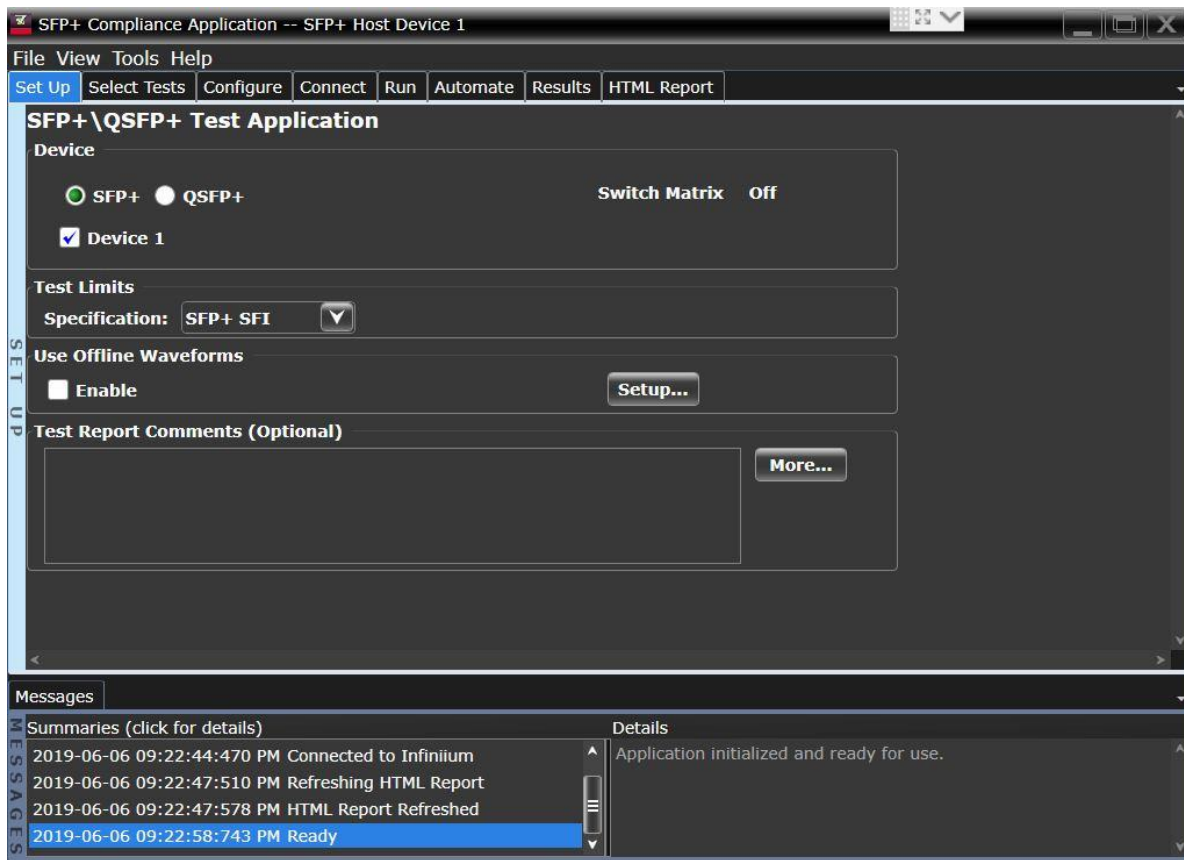 SFP+ Compliance Application -- SFP+ Host Device 1
File View Tools Help
Set Up Select Tests Configure Connect Run Automate Results HTML Report
SFP+\QSFP+ Test Application
Device
SFP+ QSFP+ Switch Matrix Off
Device 1
Test Limits
Specification: SFP+ SFI
SET UP
Use Offline Waveforms
Enable Setup...
Test Report Comments (Optional)
More...
Messages
MESSAGES
Summaries (click for details) Details
2019-06-06 09:22:44:470 PM Connected to Infiniium Application initialized and ready for use.
2019-06-06 09:22:47:510 PM Refreshing HTML Report
2019-06-06 09:22:47:578 PM HTML Report Refreshed
2019-06-06 09:22:58:743 PM Ready